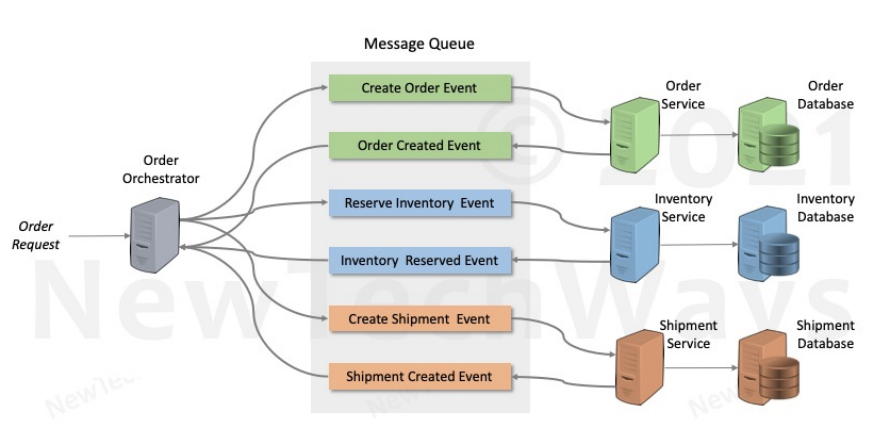 Message Queue
Create Order Event
Order Created Event
Reserve Inventory  Event
Inventory  Reserved Event
Create Shipment  Event
Shipment Created Event
Order
Orchestrator
Order
Request
Order
Service
Order
Database
Inventory
Service
Inventory
Database
Shipment
Service
Shipment
Database
© 2021
NewTechWays